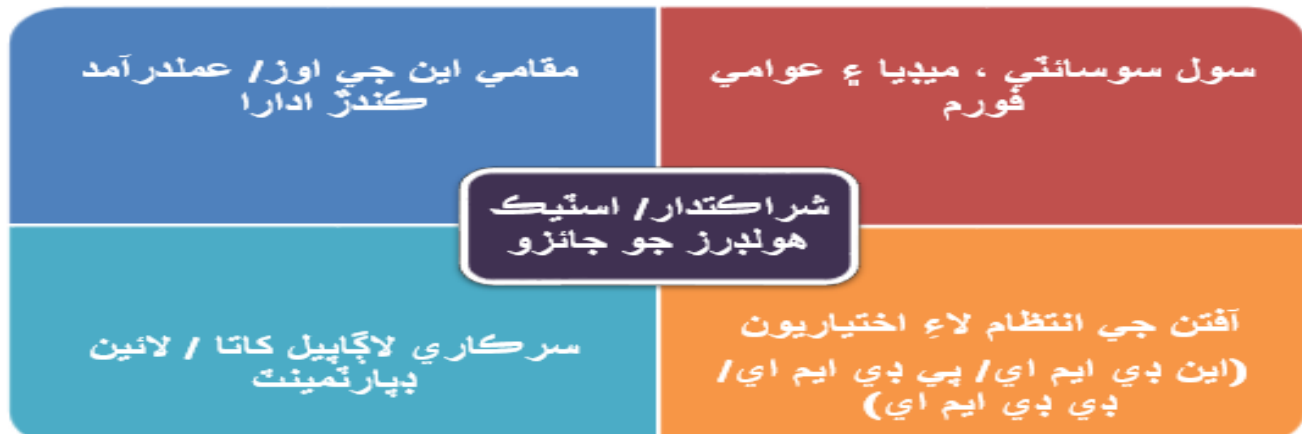 سول سوسائٽي ، ميڊيا ۽ عوامي
فورم
مقامي اين جي اوز/ عملدرآمد
ڪندڙ ادارا
شراڪتدار/ اسٽيڪ
هولڊرز جو جائزو
آفتن جي انتظام لاءِ اختياريون
(اين ڊي ايم اي/ پي ڊي ايم اي/
ڊي ڊي ايم اي)
سرڪاري لاڳاپيل کاتا / لائين
ڊپارٽمينٽ